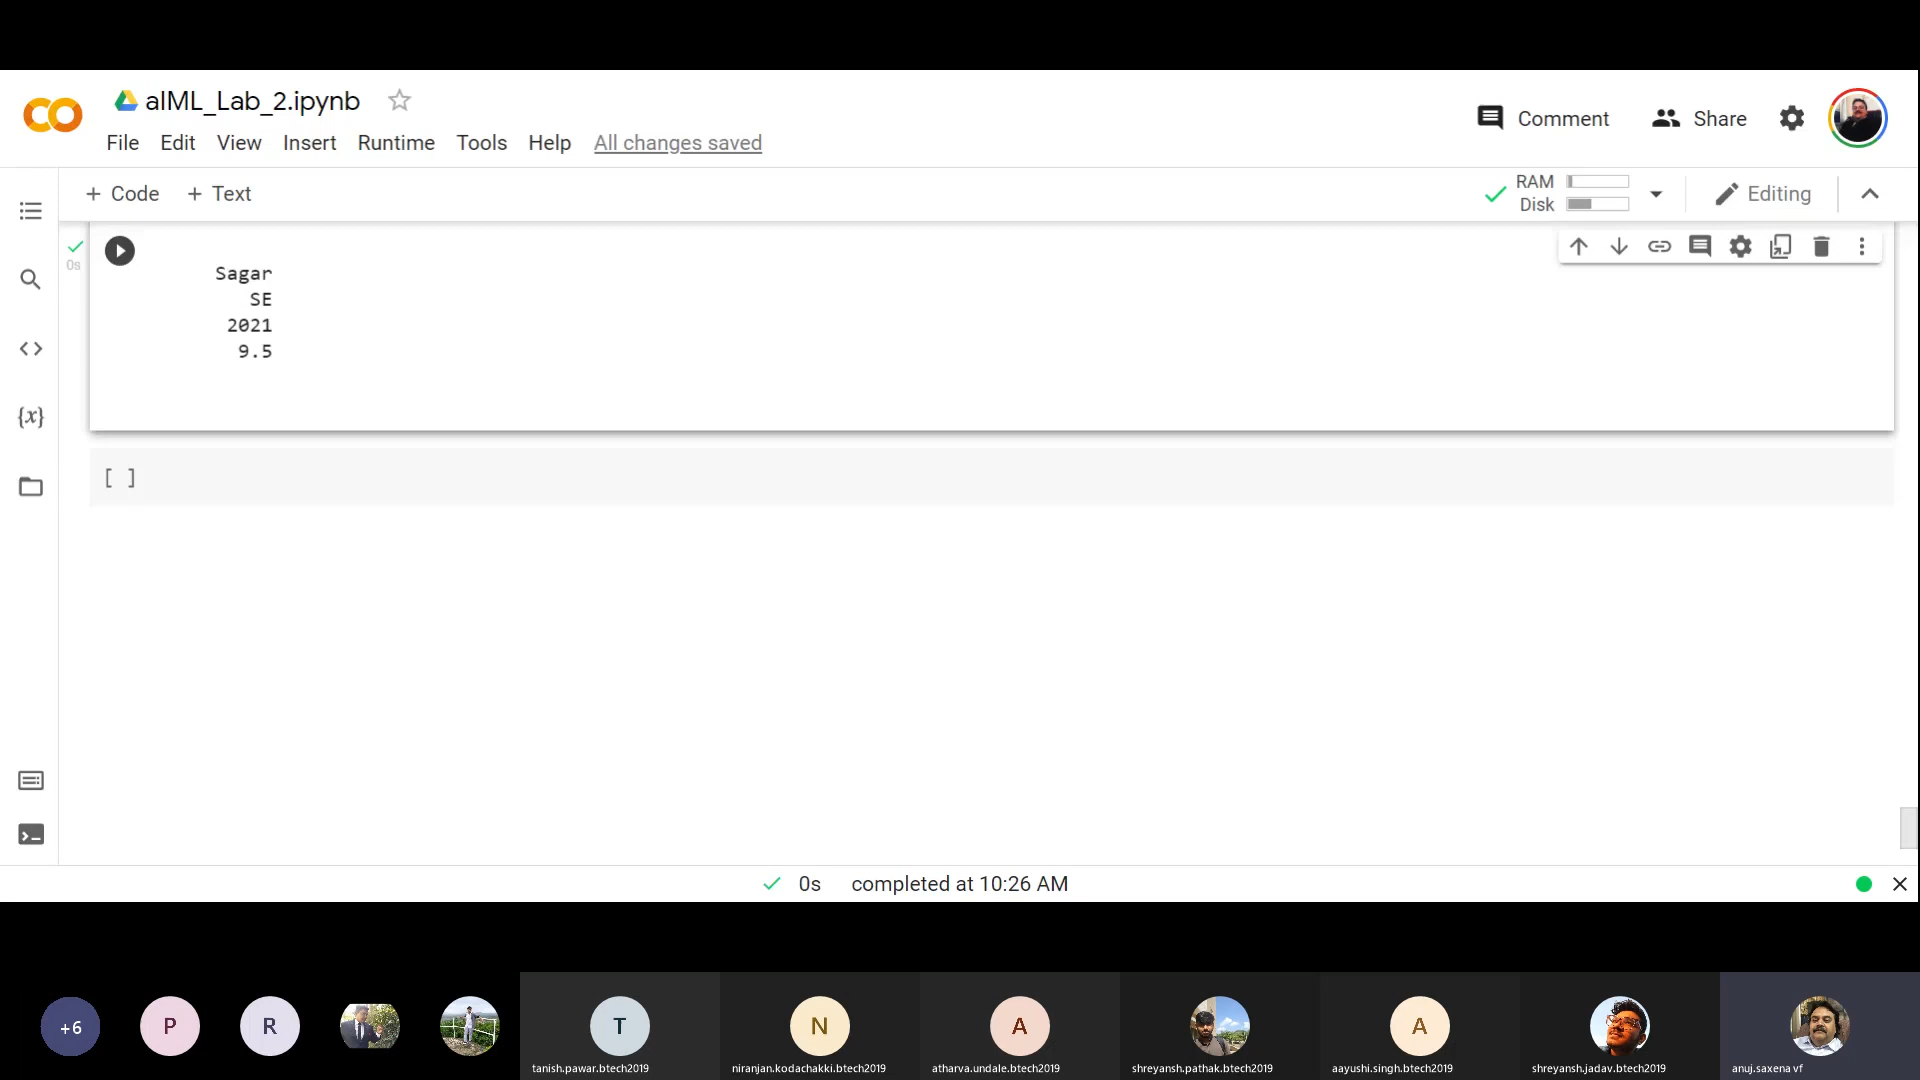 aIML_Lab_2.ipynb
Comment
Share
File Edit View Insert Runtime Tools Help All changes saved
+ Code + Text
RAM
Disk
Editing
0s
Sagar
SE
2021
9.5
{x}
[ ]
0s completed at 10:26 AM
+6
P
R
T
N
A
A
tanish.pawar.btech2019
niranjan.kodachakki.btech2019
atharva.undale.btech2019
shreyansh.pathak.btech2019
aayushi.singh.btech2019
shreyansh.jadav.btech2019
anuj.saxena vf